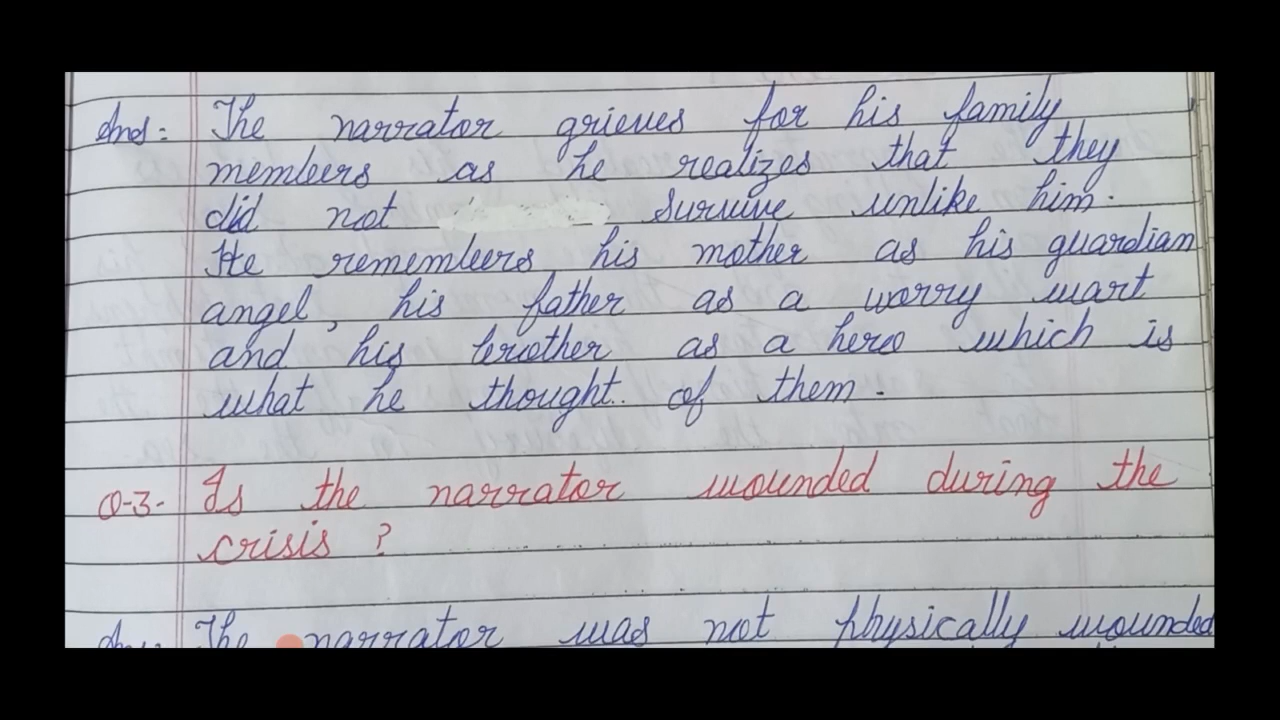 Ans: The narrator grieves for his family
members as he realizes that they
did not survive unlike him.
He remembers his mother as his guardian
angel, his father as a worry wart
and his brother as a hero which is
what he thought of them.
Q-3- Is the narrator wounded during the
crisis ?
Ans: The narrator was not physically wounded